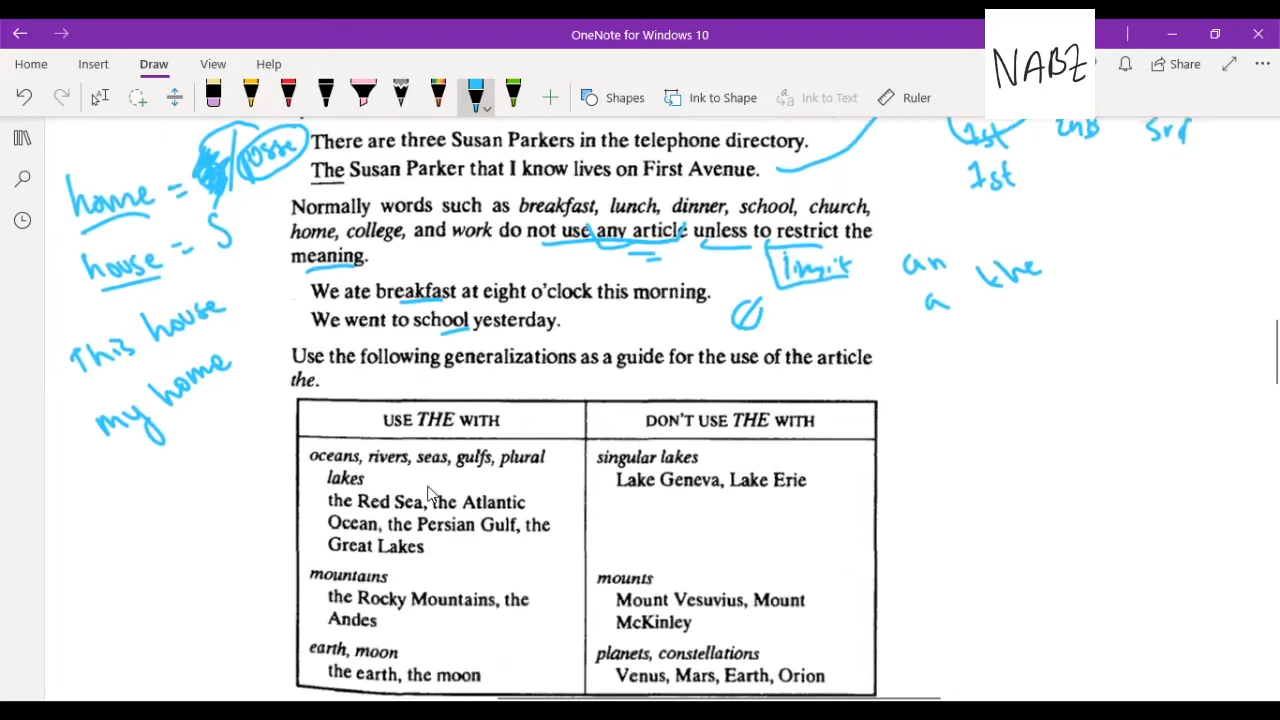 OneNote for Windows 10
NABZ
Home Insert Draw View Help
Share
Shapes
Ink to Shape
Ink to Text
Ruler
There are three Susan Parkers in the telephone directory.
The Susan Parker that I know lives on First Avenue.
1st 2nd 3rd
1st
home =
house = S
This house
my home
Normally words such as breakfast, lunch, dinner, school, church,
home, college, and work do not use any article unless to restrict the
meaning.
limit
an
a
the
We ate breakfast at eight o'clock this morning.
We went to school yesterday.
Use the following generalizations as a guide for the use of the article
the.
USE THE WITH
DON'T USE THE WITH
oceans, rivers, seas, gulfs, plural
lakes
the Red Sea, the Atlantic
Ocean, the Persian Gulf, the
Great Lakes
singular lakes
Lake Geneva, Lake Erie
mountains
the Rocky Mountains, the
Andes
mounts
Mount Vesuvius, Mount
McKinley
earth, moon
the earth, the moon
planets, constellations
Venus, Mars, Earth, Orion